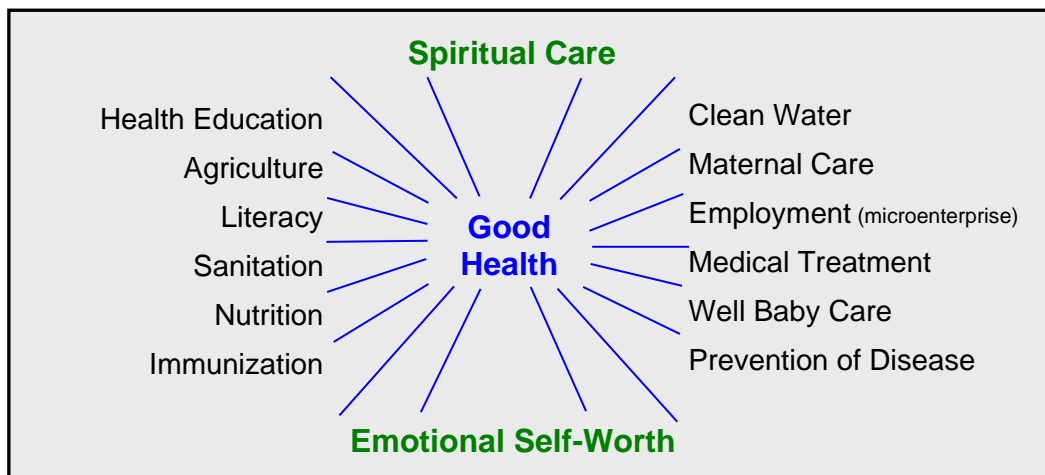 Spiritual Care
Health Education
Agriculture
Literacy
Sanitation
Nutrition
Immunization
Good
Health
Clean Water
Maternal Care
Employment (microenterprise)
Medical Treatment
Well Baby Care
Prevention of Disease
Emotional Self-Worth